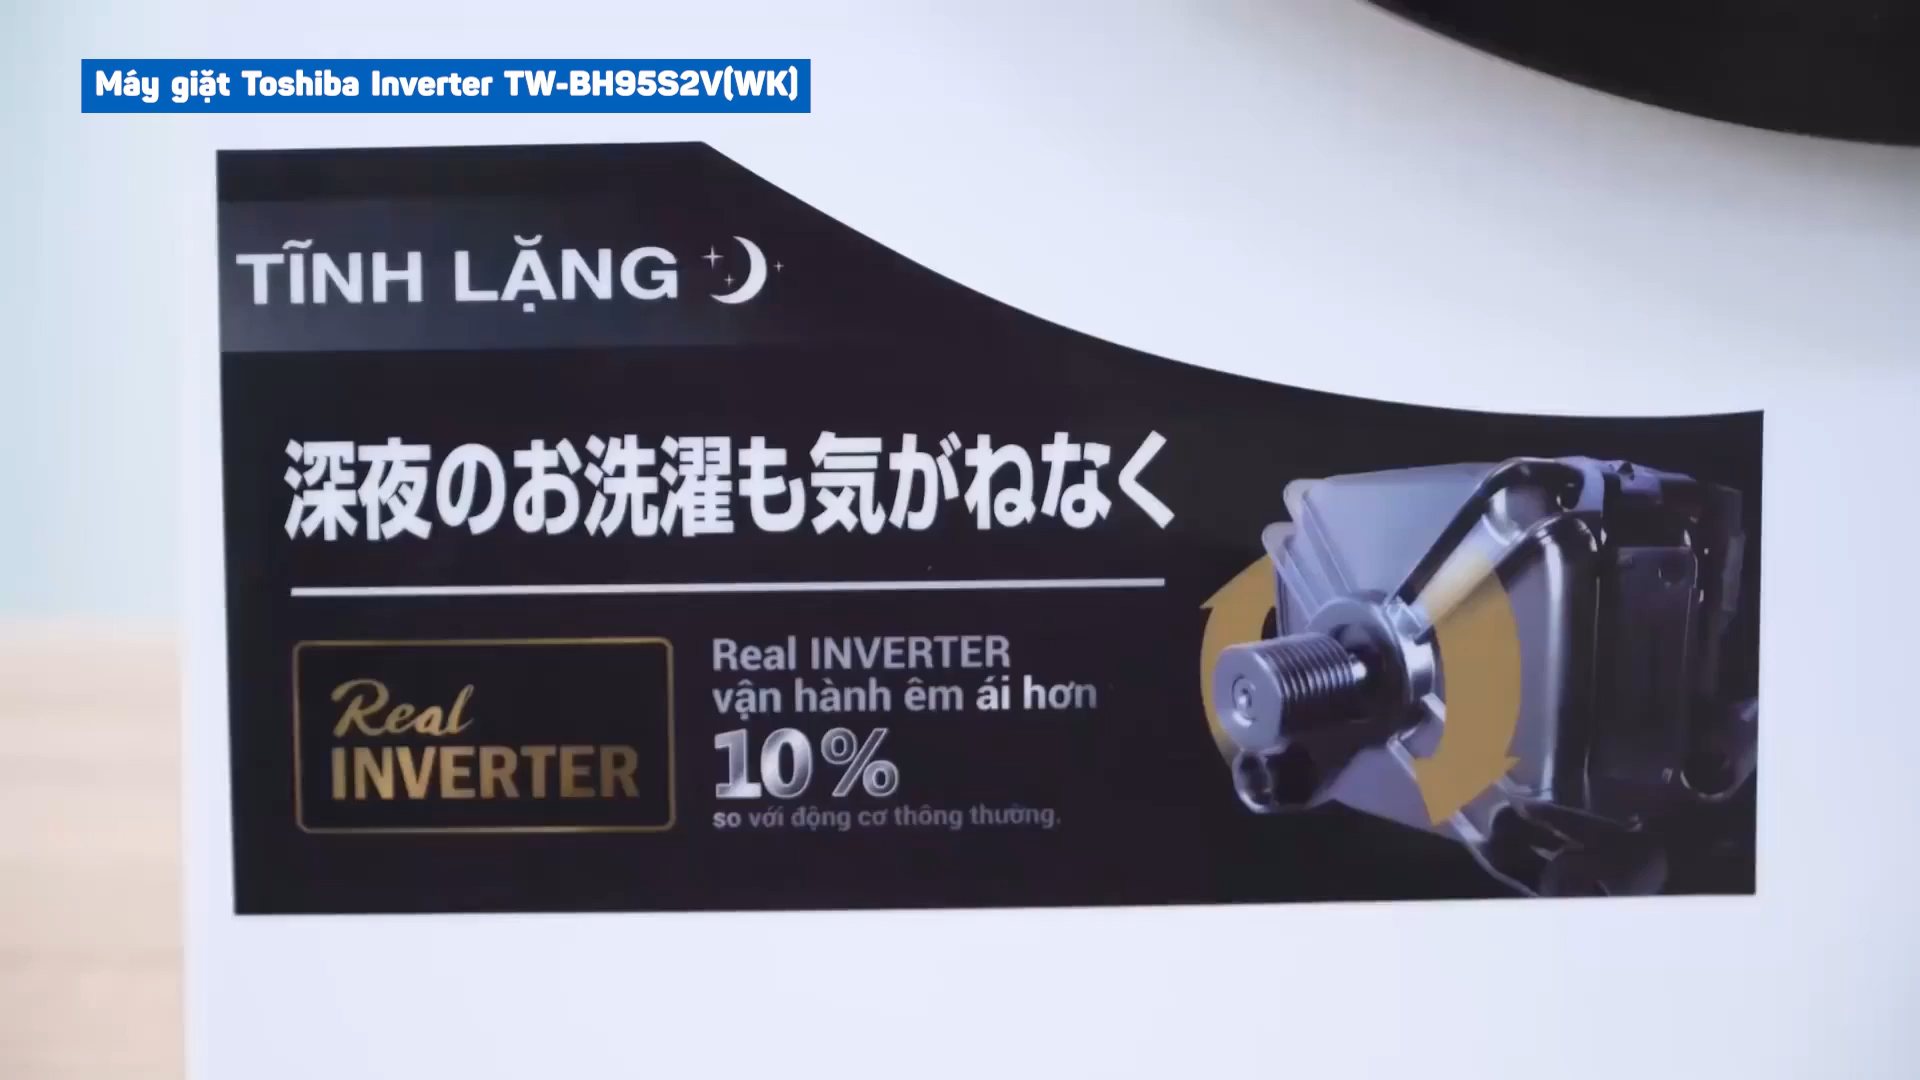 Máy giặt Toshiba Inverter TW-BH95S2V(WK)
TĨNH LẶNG
深夜のお洗濯も気がねなく
Real
INVERTER
Real INVERTER
vận hành êm ái hơn
10%
so với động cơ thông thường.